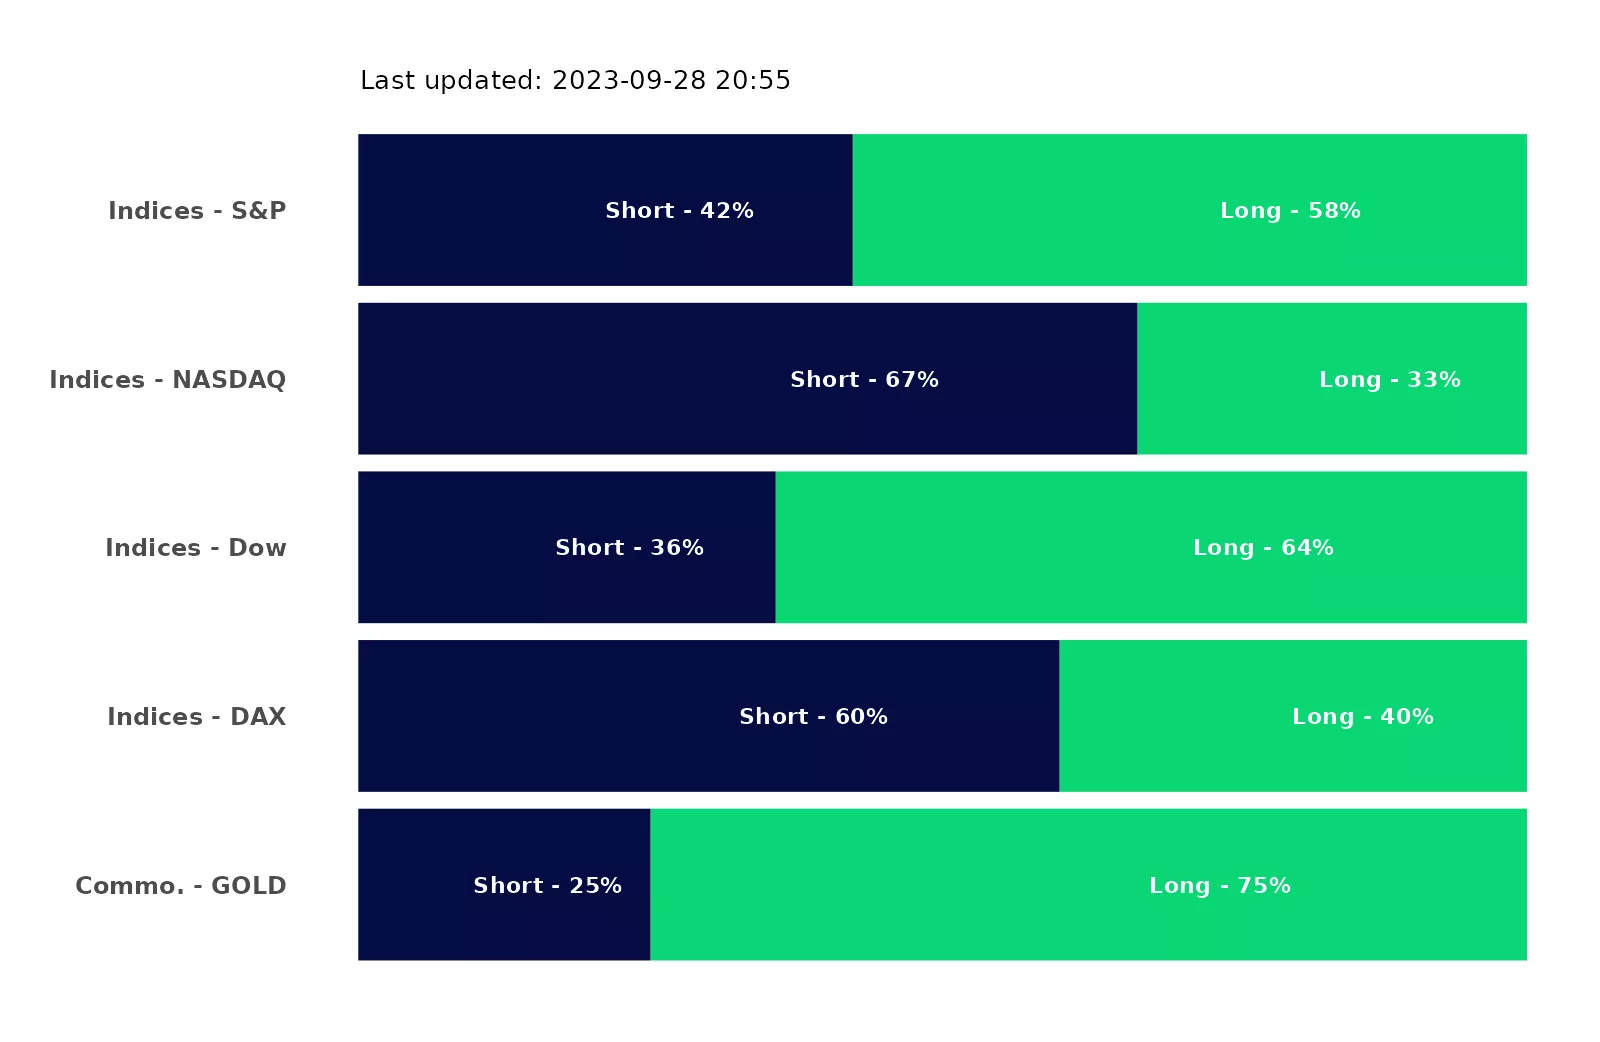 Last updated: 2023-09-28 20:55
Indices - S&P Short - 42% Long - 58%
Indices - NASDAQ Short - 67% Long - 33%
Indices - Dow Short - 36% Long - 64%
Indices - DAX Short - 60% Long - 40%
Commo. - GOLD Short - 25% Long - 75%